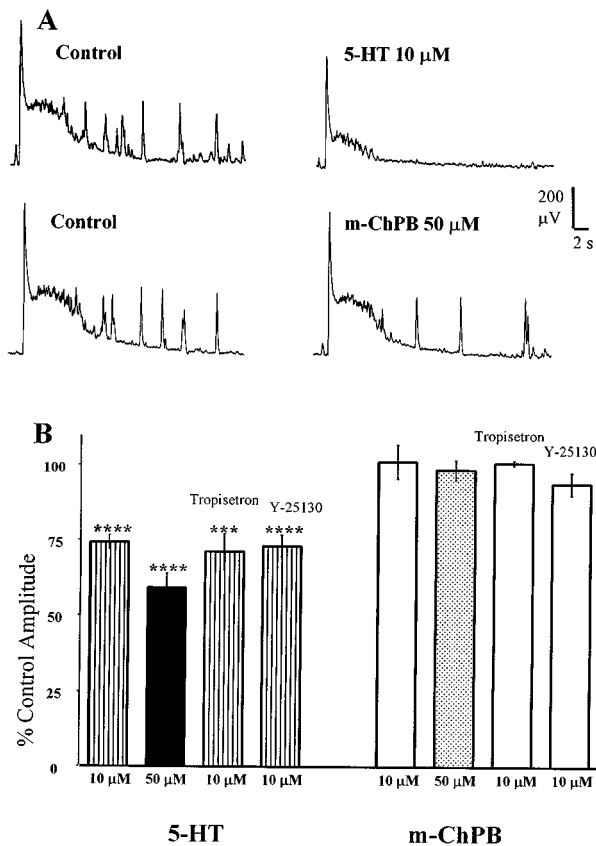 A
Control
5-HT 10 μM
Control
m-ChPB 50 μM
200
μV
2 s
B
% Control Amplitude
100
75
50
25
0
Tropisetron
Y-25130
****
****
***
****
Tropisetron
Y-25130
10 μM
50 μM
10 μM
10 μM
10 μM
50 μM
10 μM
10 μM
5-HT
m-ChPB